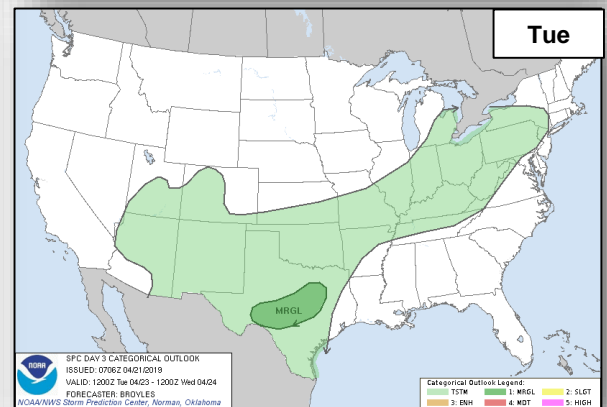 Tue
MRGL
NOAA
SPC DAY 3 CATEGORICAL OUTLOOK
ISSUED: 0706Z 04/21/2019
VALID: 1200Z Tue 04/23 - 1200Z Wed 04/24
FORECASTER: BROYLES
NOAA/NWS Storm Prediction Center, Norman, Oklahoma
Categorical Outlook Legend:
TSTM 1: MRGL 2: SLGT
3: ENH 4: MDT 5: HIGH